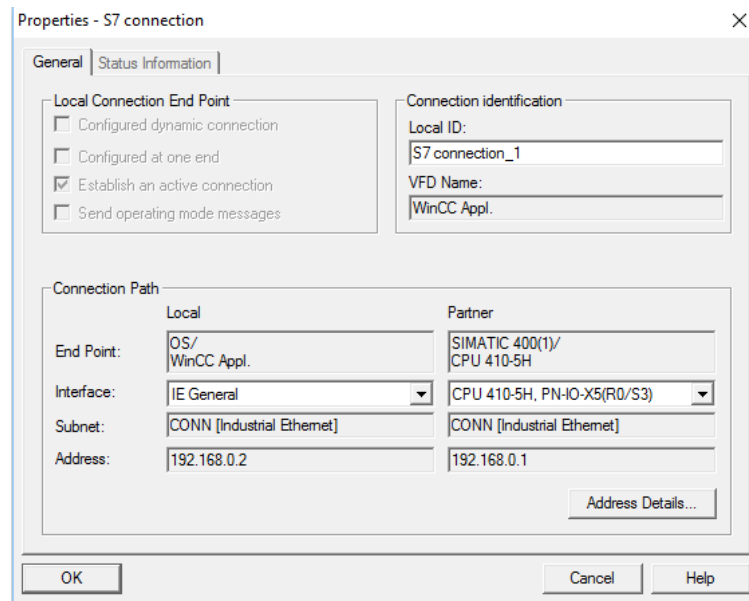 Properties - S7 connection
General
Status Information
Local Connection End Point
Configured dynamic connection
Configured at one end
Establish an active connection
Send operating mode messages
Connection identification
Local ID:
S7 connection_1
VFD Name:
WinCC Appl.
Connection Path
Local
Partner
End Point:
OS/
WinCC Appl.
SIMATIC 400(1)/
CPU 410-5H
Interface:
IE General
CPU 410-5H, PN-IO-X5(R0/S3)
Subnet:
CONN [Industrial Ethernet]
CONN [Industrial Ethernet]
Address:
192.168.0.2
192.168.0.1
Address Details...
OK
Cancel
Help